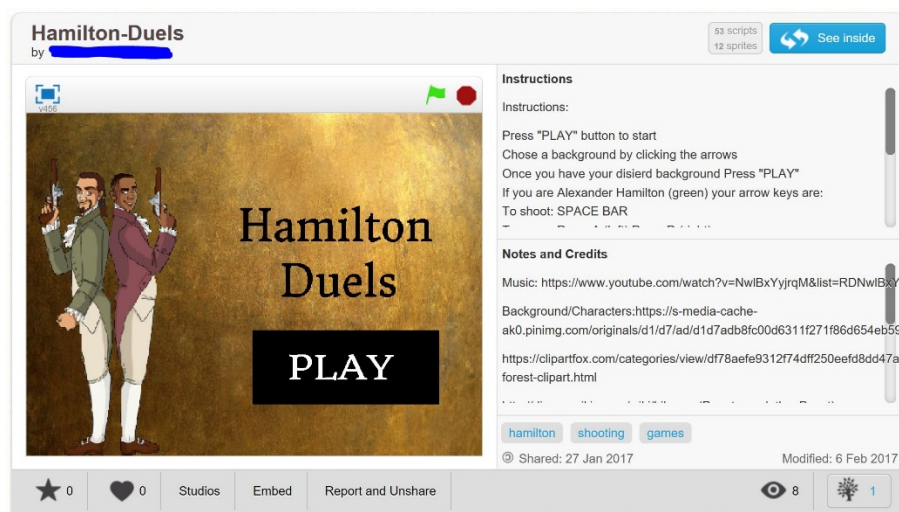 Hamilton-Duels
by
53 scripts
12 sprites
See inside
v456
Hamilton
Duels
PLAY
Instructions
Instructions:
Press "PLAY" button to start
Chose a background by clicking the arrows
Once you have your disierd background Press "PLAY"
If you are Alexander Hamilton (green) your arrow keys are:
To shoot: SPACE BAR
Notes and Credits
Music: https://www.youtube.com/watch?v=NwlBxYyjrqM&list=RDNwlBxY
Background/Characters:https://s-media-cache-
ak0.pinimg.com/originals/d1/d7/ad/d1d7adb8fc00d6311f271f86d654eb59
https://clipartfox.com/categories/view/df78aefe9312f74dff250eefd8dd47a
forest-clipart.html
hamilton shooting games
Shared: 27 Jan 2017 Modified: 6 Feb 2017
0 0 Studios Embed Report and Unshare 8 1